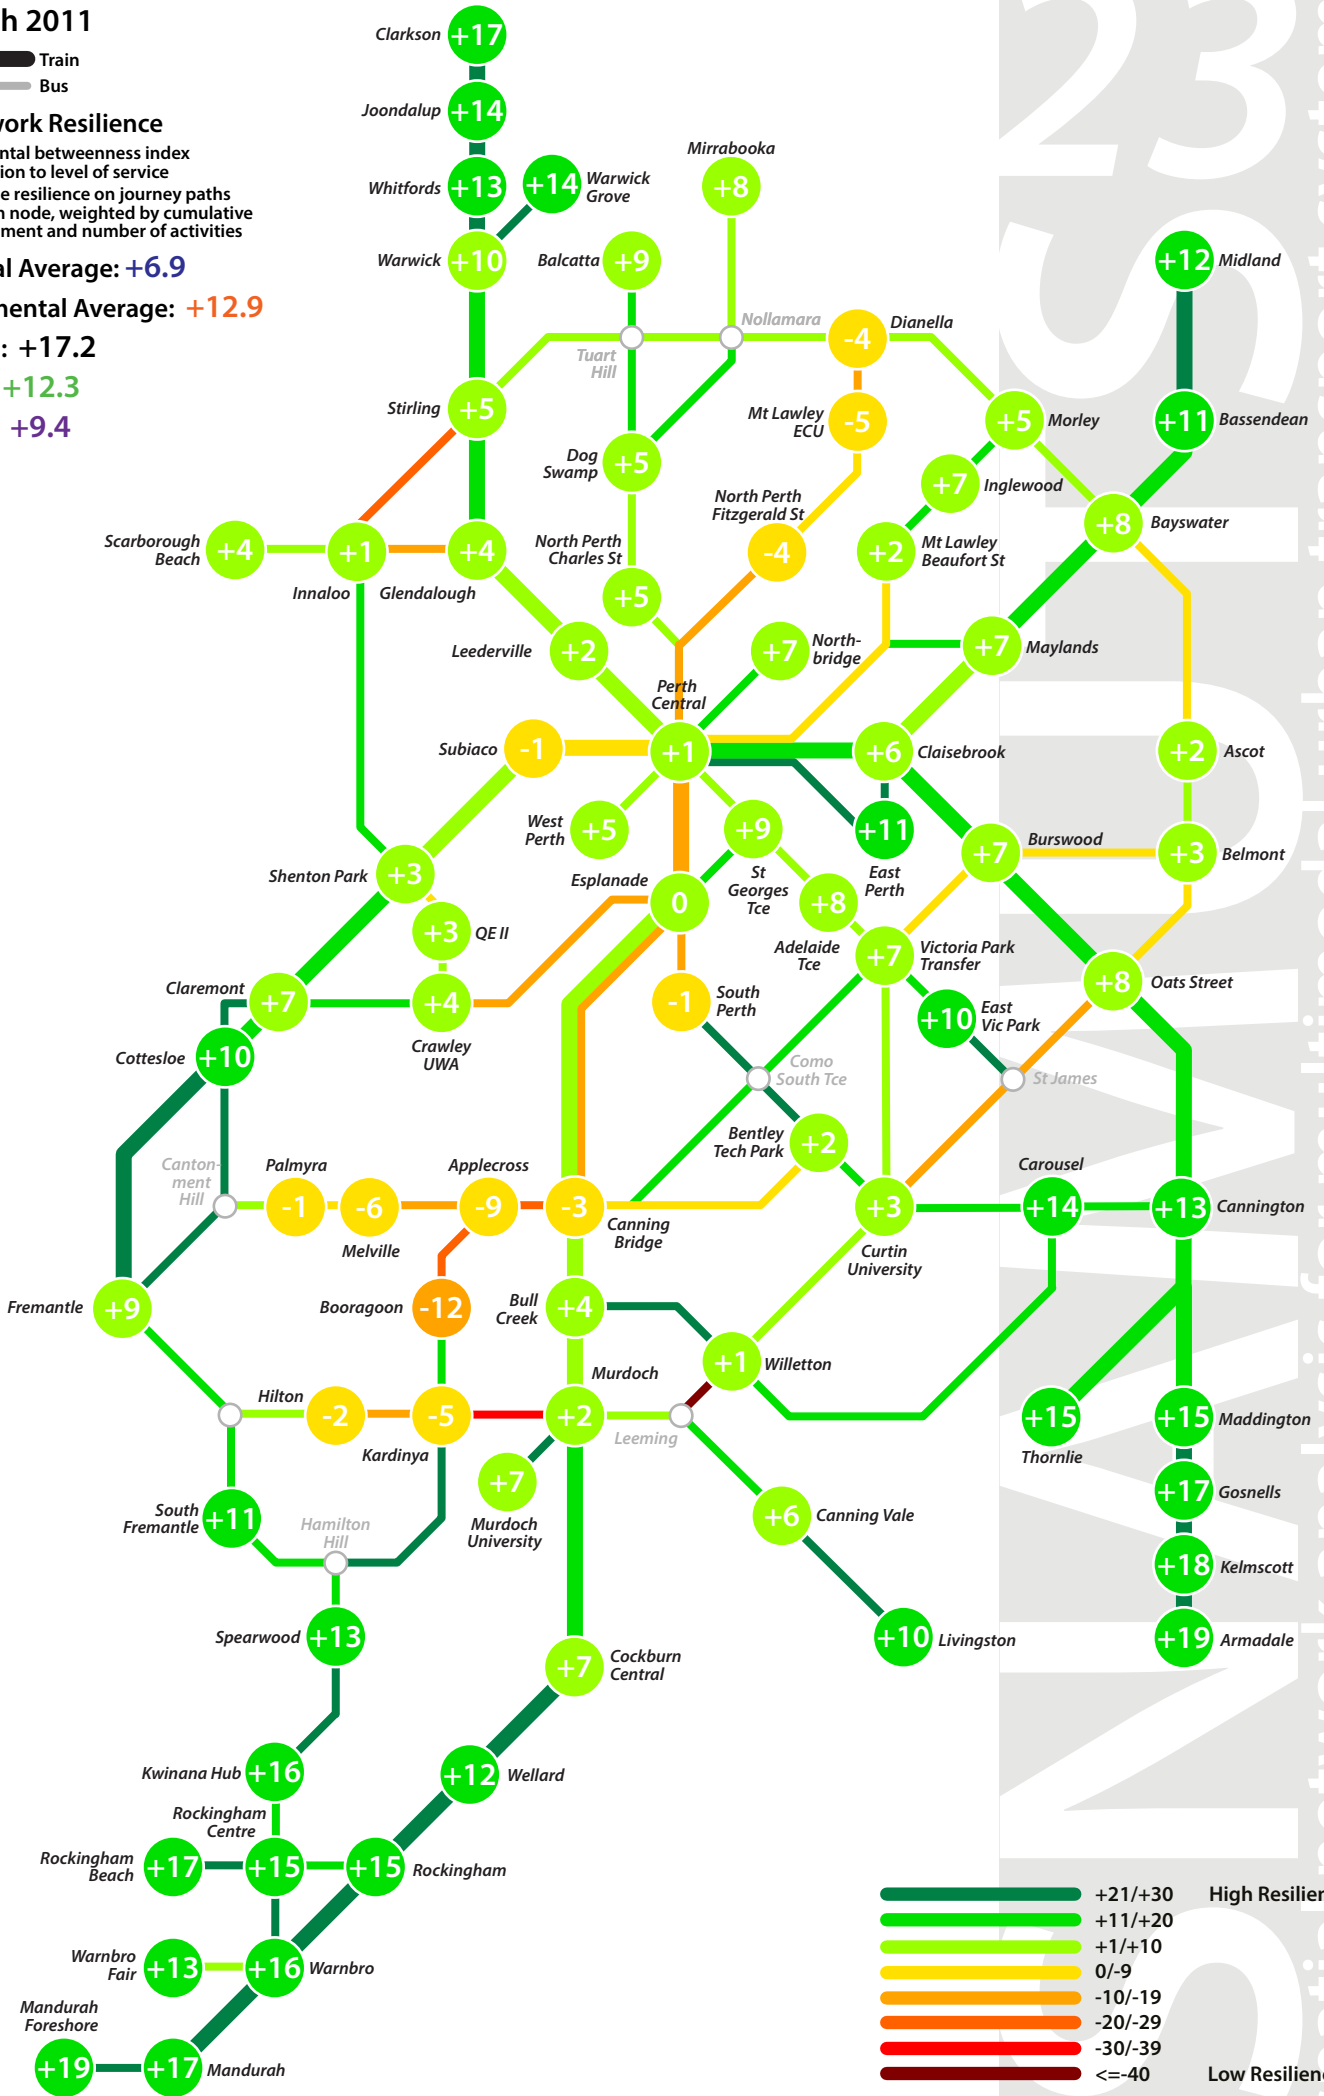 h 2011
Train
Bus
work Resilience
ntal betweenness index
ion to level of service
e resilience on journey paths
n node, weighted by cumulative
ment and number of activities
al Average: +6.9
mental Average: +12.9
: +17.2
+12.3
+9.4
23
Clarkson +17
Joondalup +14
Whitfords +13
+14 Warwick
Grove
Mirrabooka
+8
Warwick +10
Balcatta +9
+12 Midland
Nollamara
Tuart
Hill
-4 Dianella
Stirling +5
Mt Lawley
ECU
-5
+5 Morley
+11 Bassendean
Dog
Swamp
+5
+7 Inglewood
North Perth
Fitzgerald St
-4
+8 Bayswater
Scarborough
Beach
+4
+1
Innaloo
+4
Glendalough
North Perth
Charles St
+5
+2 Mt Lawley
Beaufort St
Leederville +2
+7 North-
bridge
+7 Maylands
Perth
Central
+1
Subiaco -1
+6 Claisebrook
+2 Ascot
West
Perth
+5
+9
St
Georges
Tce
+11
East
Perth
+7 Burswood
+3 Belmont
Shenton Park +3
Esplanade
0
+8
Adelaide
Tce
+3 QE II
+7 Victoria Park
Transfer
+8 Oats Street
Claremont +7
+4
Crawley
UWA
-1 South
Perth
+10 East
Vic Park
Cottesloe +10
Como
South Tce
St James
Bentley
Tech Park
+2
Canton-
ment
Hill
Palmyra
-1
-6
Melville
Applecross
-9
-3
Canning
Bridge
+3
Curtin
University
Carousel
+14
+13 Cannington
Fremantle +9
Booragoon -12
Bull
Creek
+4
+1 Willetton
Hilton
-2
-5
Kardinya
Murdoch
+2
Leeming
+15
Thornlie
+15 Maddington
+7
Murdoch
University
+17 Gosnells
South
Fremantle
+11
Hamilton
Hill
+6 Canning Vale
+18 Kelmscott
Spearwood +13
+10 Livingston
+19 Armadale
+7 Cockburn
Central
Kwinana Hub +16
+12 Wellard
Rockingham
Centre
Rockingham
Beach
+17
+15
+15 Rockingham
Warnbro
Fair
+13
+16 Warnbro
Mandurah
Foreshore
+19
+17 Mandurah
+21/+30 High Resilien
+11/+20
+1/+10
0/-9
-10/-19
-20/-29
-30/-39
<=-40 Low Resilien